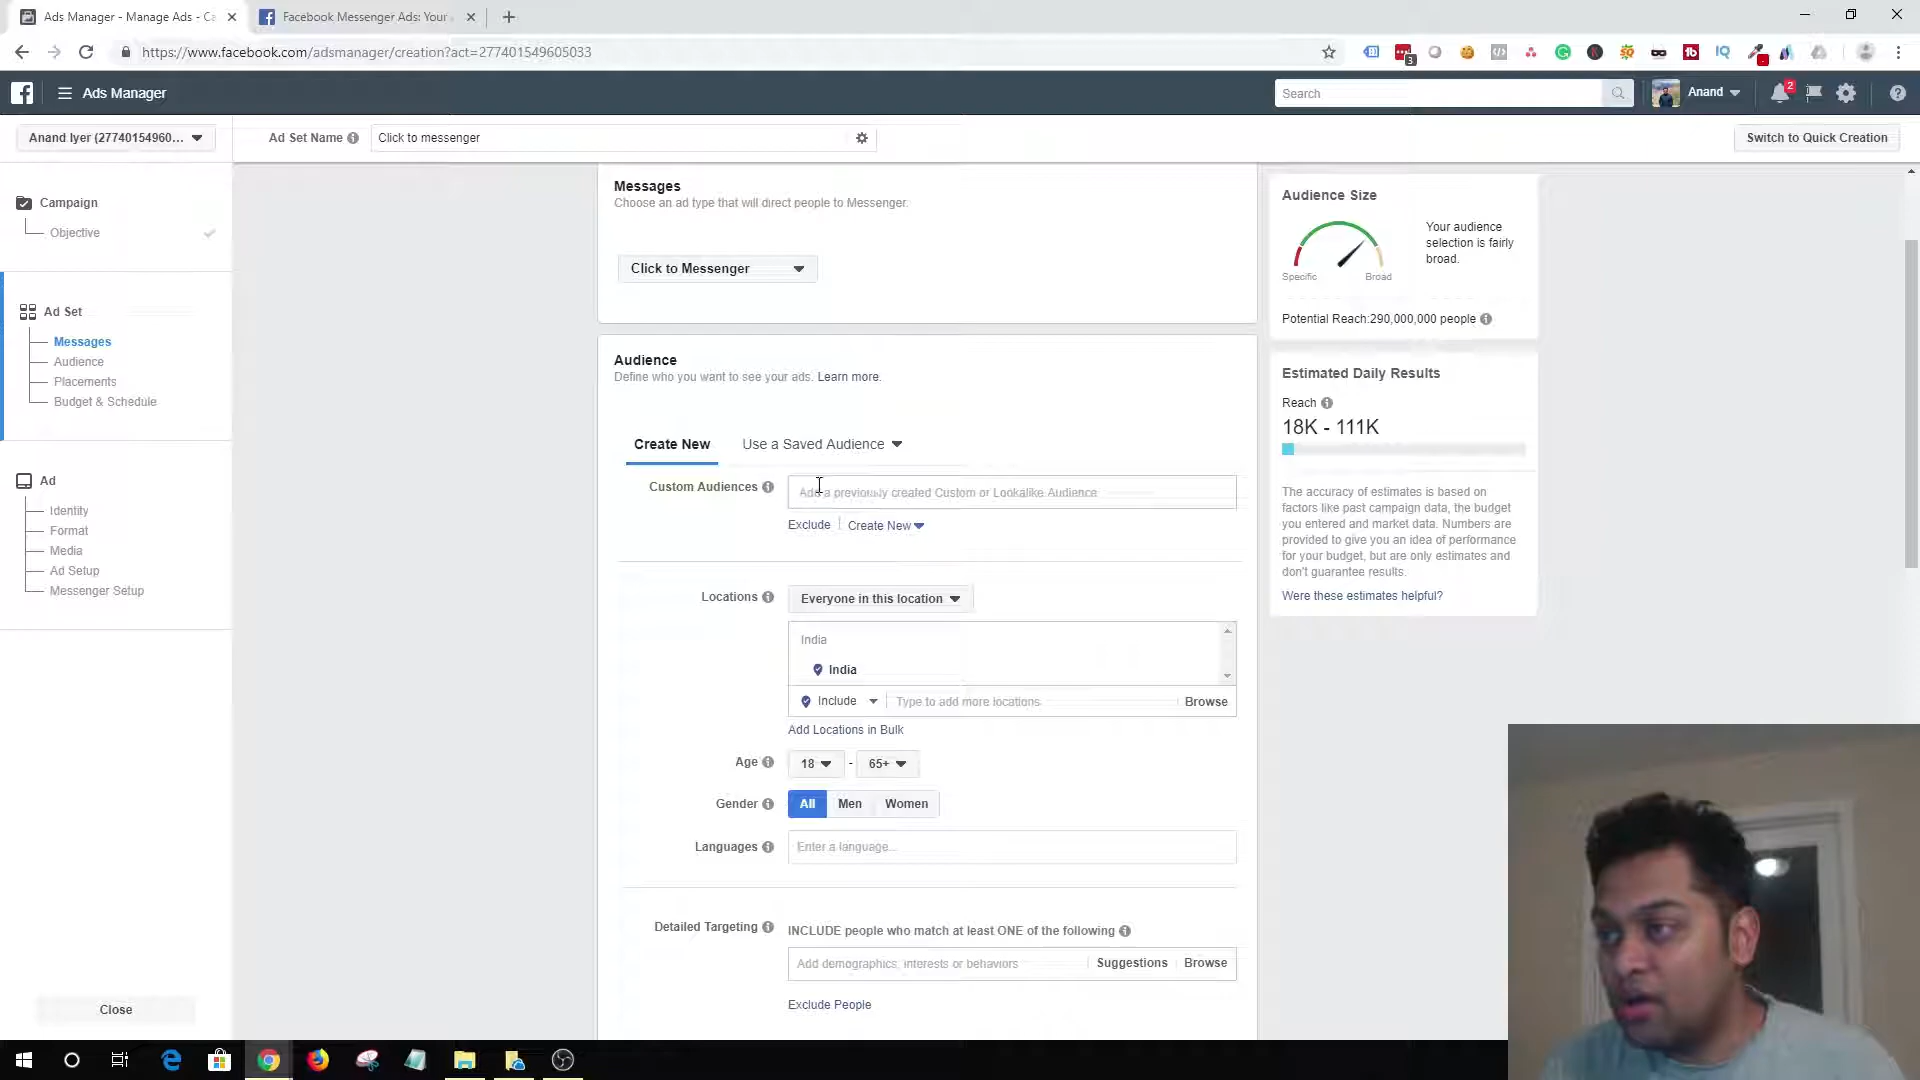 Ads Manager - Manage Ads - Ca
Facebook Messenger Ads: Your
https://www.facebook.com/adsmanager/creation?act=277401549605033
3
Ads Manager
Search
Anand
2
Anand Iyer (27740154960...
Ad Set Name
Click to messenger
Switch to Quick Creation
Campaign
Objective
Ad Set
Messages
Audience
Placements
Budget & Schedule
Ad
Identity
Format
Media
Ad Setup
Messenger Setup
Close
Messages
Choose an ad type that will direct people to Messenger.
Click to Messenger
Audience
Define who you want to see your ads. Learn more.
Create New
Use a Saved Audience
Custom Audiences
Add a previously created Custom or Lookalike Audience
Exclude
Create New
Locations
Everyone in this location
India
India
Include
Type to add more locations
Browse
Add Locations in Bulk
Age
18
-
65+
Gender
All
Men
Women
Languages
Enter a language...
Detailed Targeting
INCLUDE people who match at least ONE of the following
Add demographics, interests or behaviors
Suggestions
Browse
Exclude People
Audience Size
Specific
Broad
Your audience
selection is fairly
broad.
Potential Reach:290,000,000 people
Estimated Daily Results
Reach
18K - 111K
The accuracy of estimates is based on
factors like past campaign data, the budget
you entered and market data. Numbers are
provided to give you an idea of performance
for your budget, but are only estimates and
don't guarantee results.
Were these estimates helpful?